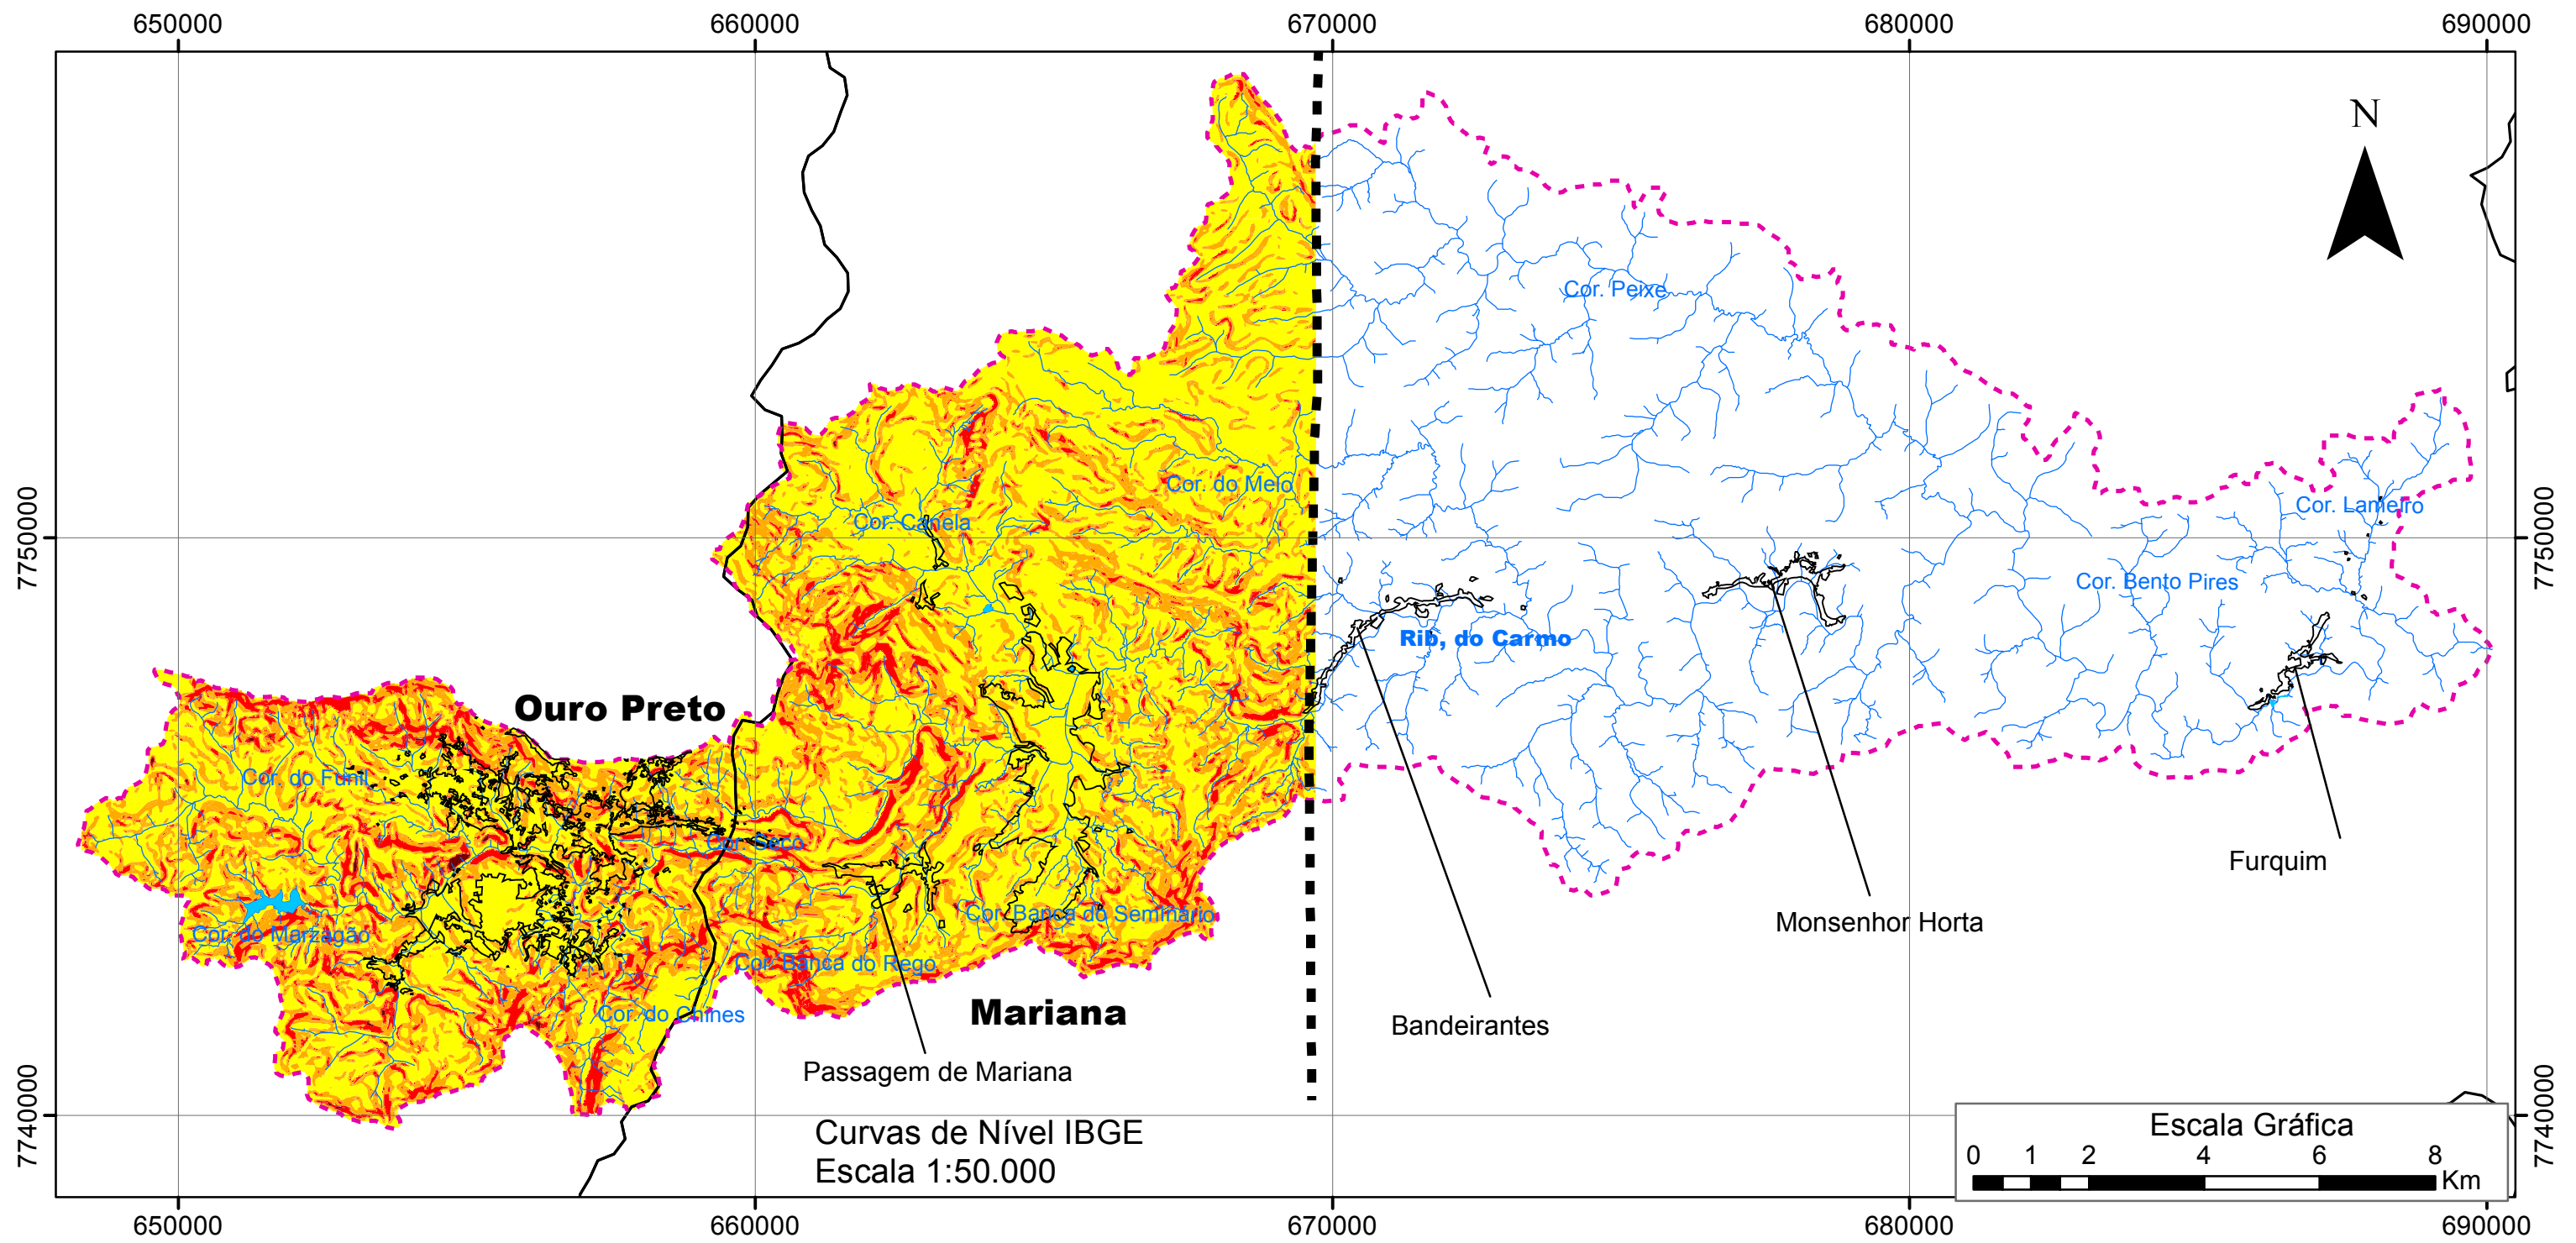 650000 660000 670000 680000 690000
N
Cor. Peixe
Cor. do Melo
Cor. Lameiro
Cor. Canela
7750000
7750000
Cor. Bento Pires
Rib, do Carmo
Ouro Preto
Cor. do Funil
Cor. Seco
Furquim
Cor. Banca do Seminário
Monsenhor Horta
Cor. do Marzagão
Cor. Banca do Rego
Cor. do Chines
Mariana
Bandeirantes
Passagem de Mariana
7740000
7740000
Curvas de Nível IBGE
Escala 1:50.000
Escala Gráfica
0 1 2 4 6 8
Km
650000 660000 670000 680000 690000